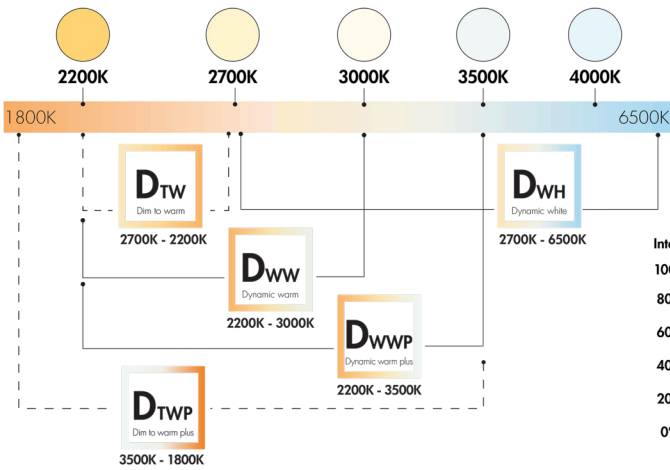 2200K 2700K 3000K 3500K 4000K
1800K 6500K
DTW
Dim to warm
2700K - 2200K
DWH
Dynamic white
2700K - 6500K
DWW
Dynamic warm
2200K - 3000K
DWWP
Dynamic warm plus
2200K - 3500K
DTWP
Dim to warm plus
3500K - 1800K